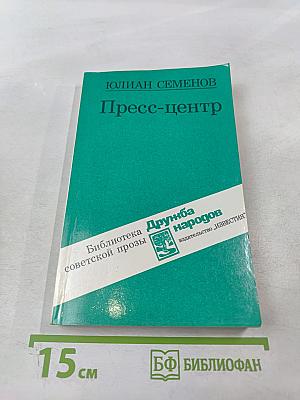 ЮЛИАН СЕМЕНОВ
Пресс-центр
Библиотека
советской прозы
Дружба
народов
издательство „ИЗВЕСТИЯ"
15 см
БФ БИБЛИОФАН